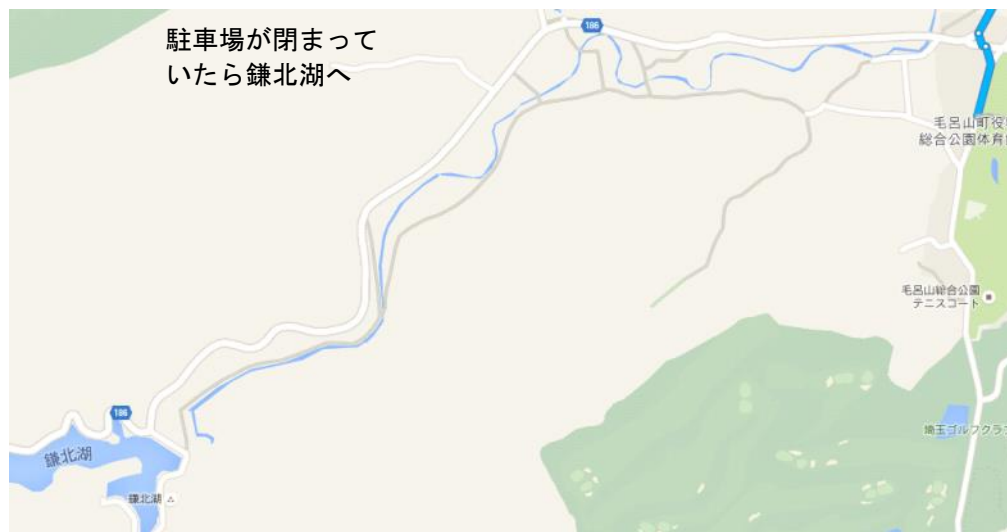 駐車場が閉まって
いたら鎌北湖へ
186
毛呂山町役
総合公園体育
毛呂山総合公園
テニスコート
埼玉ゴルフクラブ
186
鎌北湖
鎌北湖